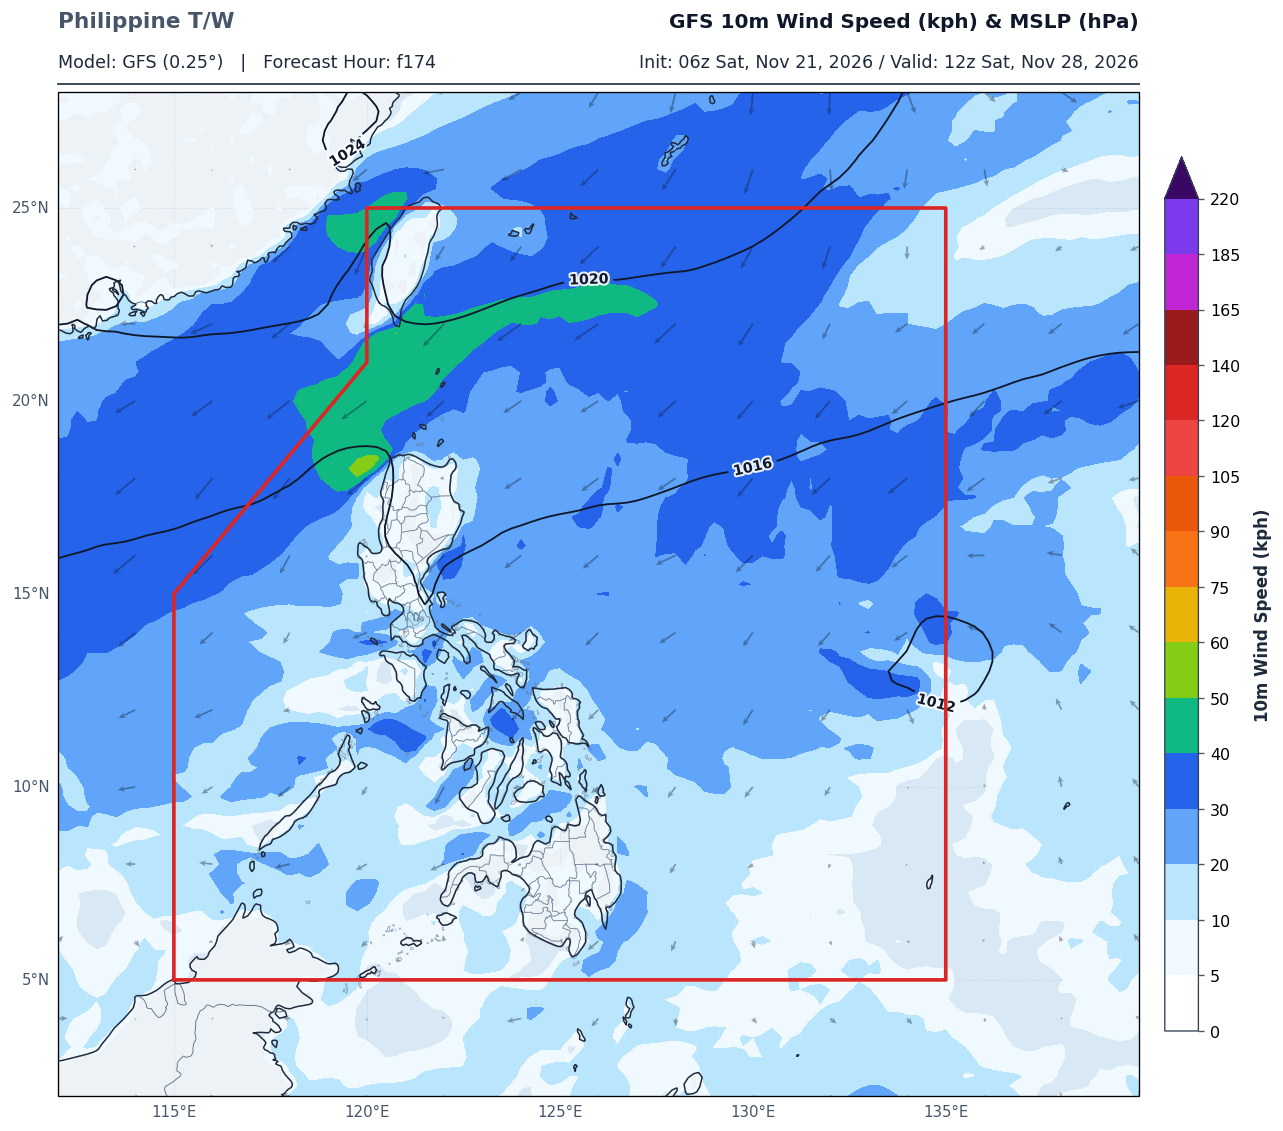 Philippine T/W
GFS 10m Wind Speed (kph) & MSLP (hPa)
Model: GFS (0.25°) | Forecast Hour: f174
Init: 06z Sat, Nov 21, 2026 / Valid: 12z Sat, Nov 28, 2026
1024
1020
1016
1012
25°N
20°N
15°N
10°N
5°N
115°E
120°E
125°E
130°E
135°E
220
185
165
140
120
105
90
75
60
50
40
30
20
10
5
0
10m Wind Speed (kph)